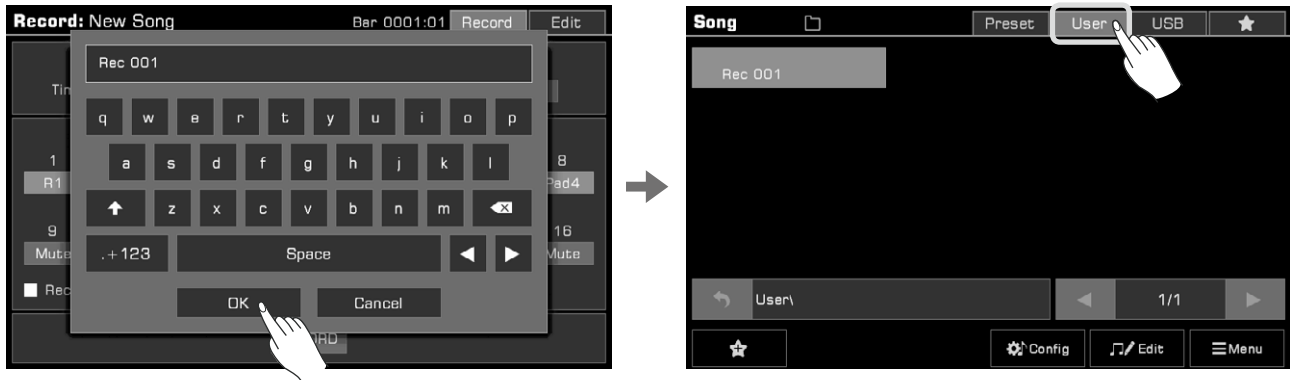 Record: New Song Bar 0001:01 Record Edit
Rec 001
q w e r t y u i o p
1 a s d f g h j k l 8
R1 Pad4
z x c v b n m
9 16
Mute .+123 Space Mute
Rec
OK Cancel
Song Preset User USB
Rec 001
User\ 1/1
Config Edit Menu